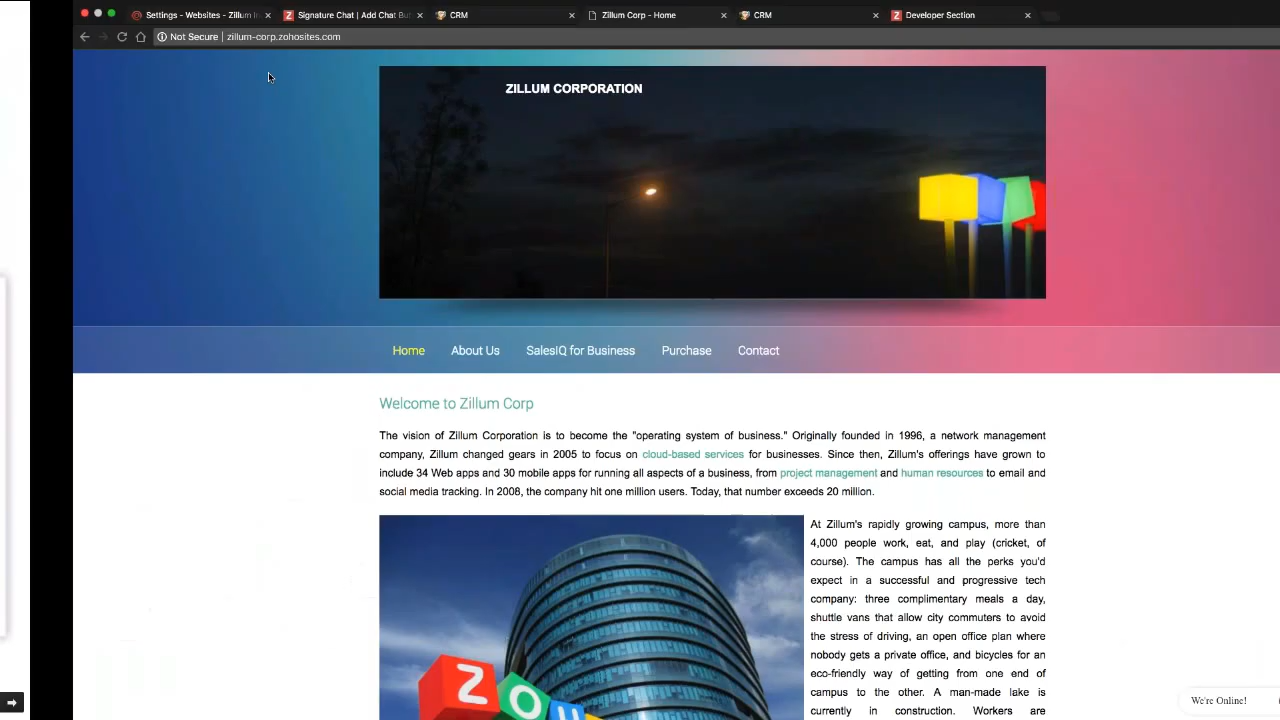 Settings - Websites - Zillum In
Signature Chat | Add Chat But
CRM
Zillum Corp - Home
CRM
Developer Section
Not Secure | zillum-corp.zohosites.com
ZILLUM CORPORATION
Home About Us SalesIQ for Business Purchase Contact
Welcome to Zillum Corp
The vision of Zillum Corporation is to become the "operating system of business." Originally founded in 1996, a network management
company, Zillum changed gears in 2005 to focus on cloud-based services for businesses. Since then, Zillum's offerings have grown to
include 34 Web apps and 30 mobile apps for running all aspects of a business, from project management and human resources to email and
social media tracking. In 2008, the company hit one million users. Today, that number exceeds 20 million.
At Zillum's rapidly growing campus, more than
4,000 people work, eat, and play (cricket, of
course). The campus has all the perks you'd
expect in a successful and progressive tech
company: three complimentary meals a day,
shuttle vans that allow city commuters to avoid
the stress of driving, an open office plan where
nobody gets a private office, and bicycles for an
eco-friendly way of getting from one end of
campus to the other. A man-made lake is
currently in construction. Workers are
ZO
We're Online!